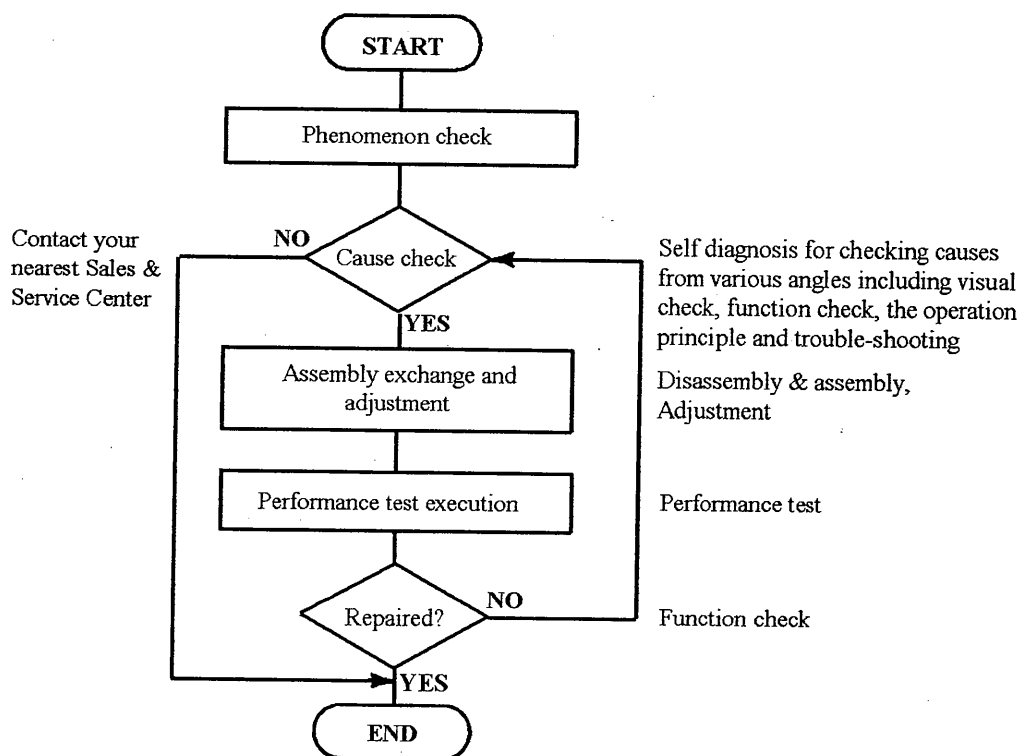 START
Phenomenon check
NO
Cause check
Contact your
nearest Sales &
Service Center
Self diagnosis for checking causes
from various angles including visual
check, function check, the operation
principle and trouble-shooting
YES
Assembly exchange and
adjustment
Disassembly & assembly,
Adjustment
Performance test execution
Performance test
Repaired?
NO
Function check
YES
END